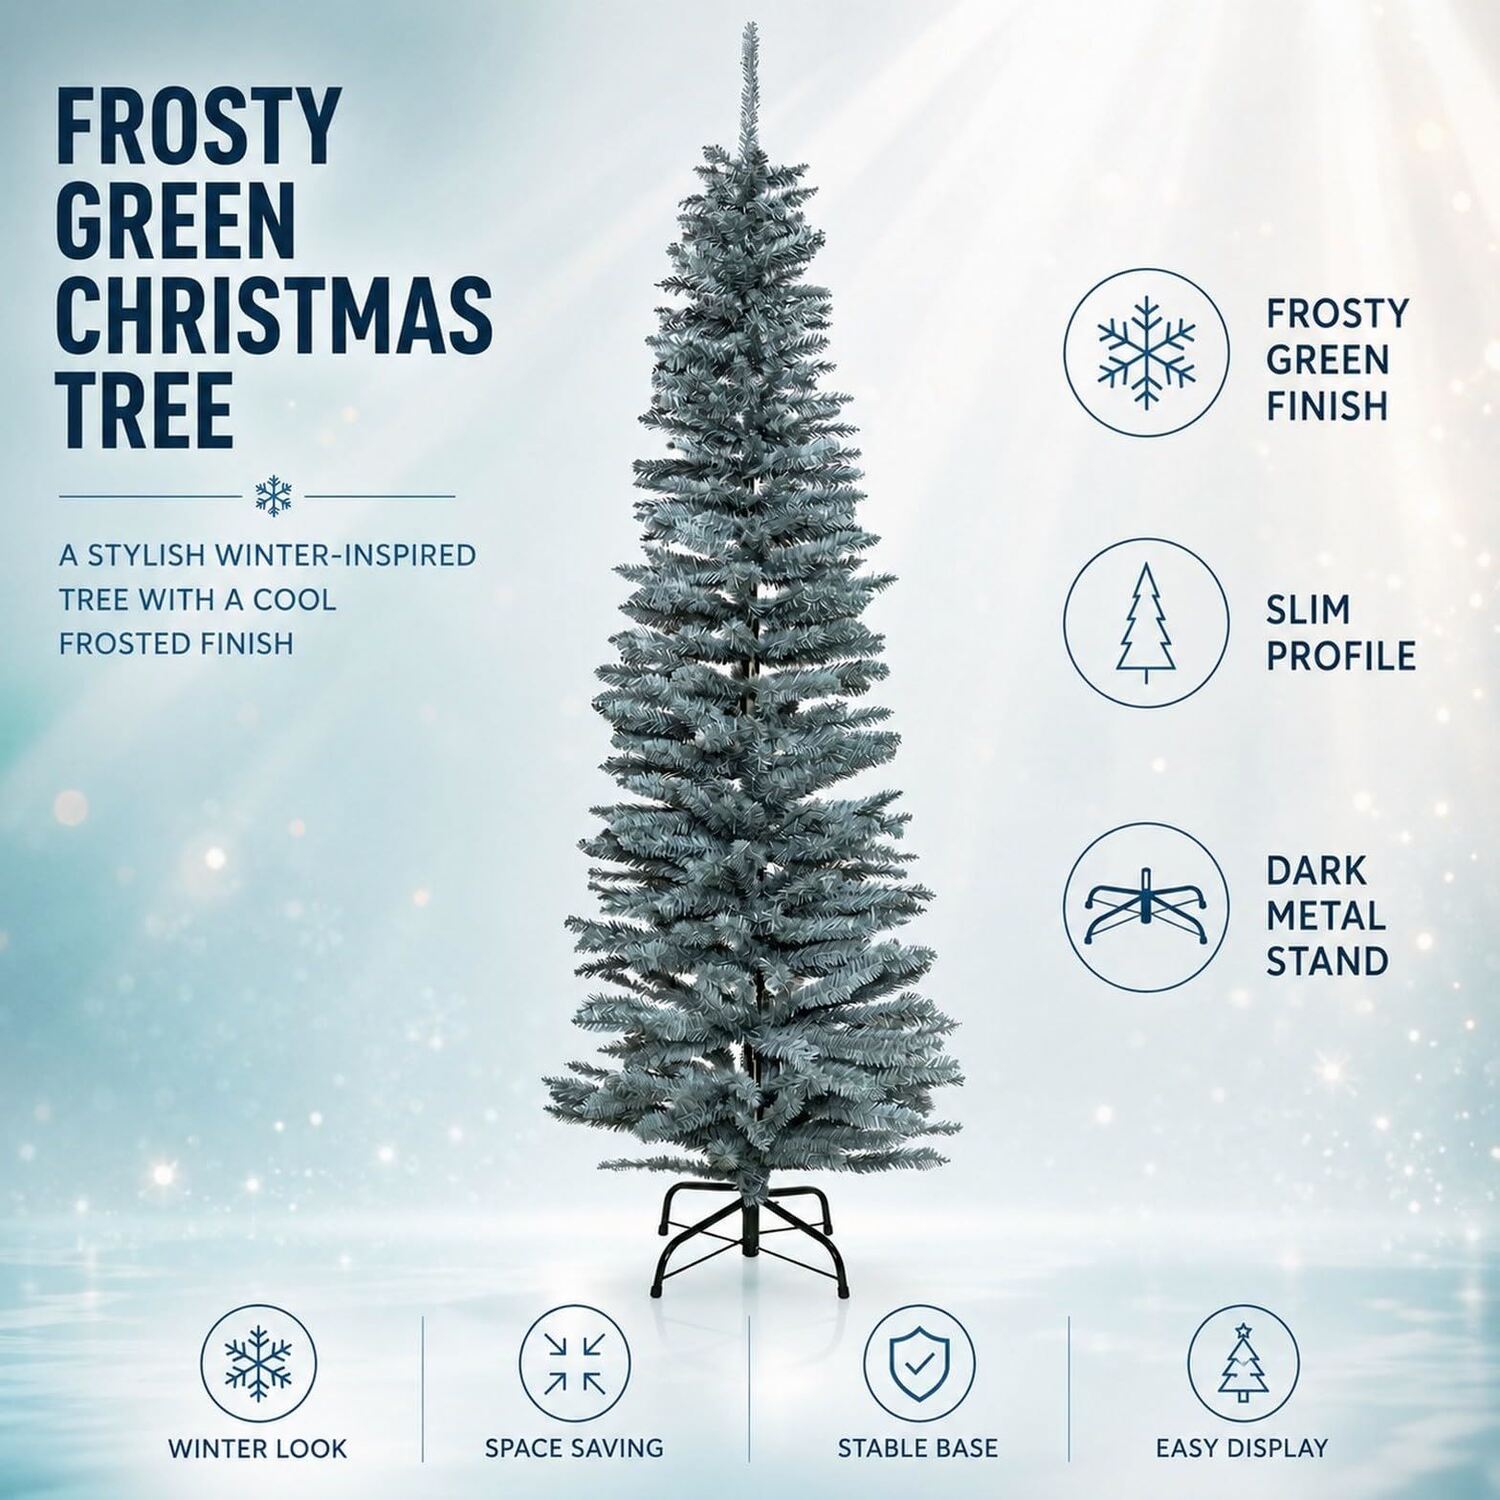 FROSTY
GREEN
CHRISTMAS
TREE
A STYLISH WINTER-INSPIRED
TREE WITH A COOL
FROSTED FINISH
FROSTY
GREEN
FINISH
SLIM
PROFILE
DARK
METAL
STAND
WINTER LOOK
SPACE SAVING
STABLE BASE
EASY DISPLAY